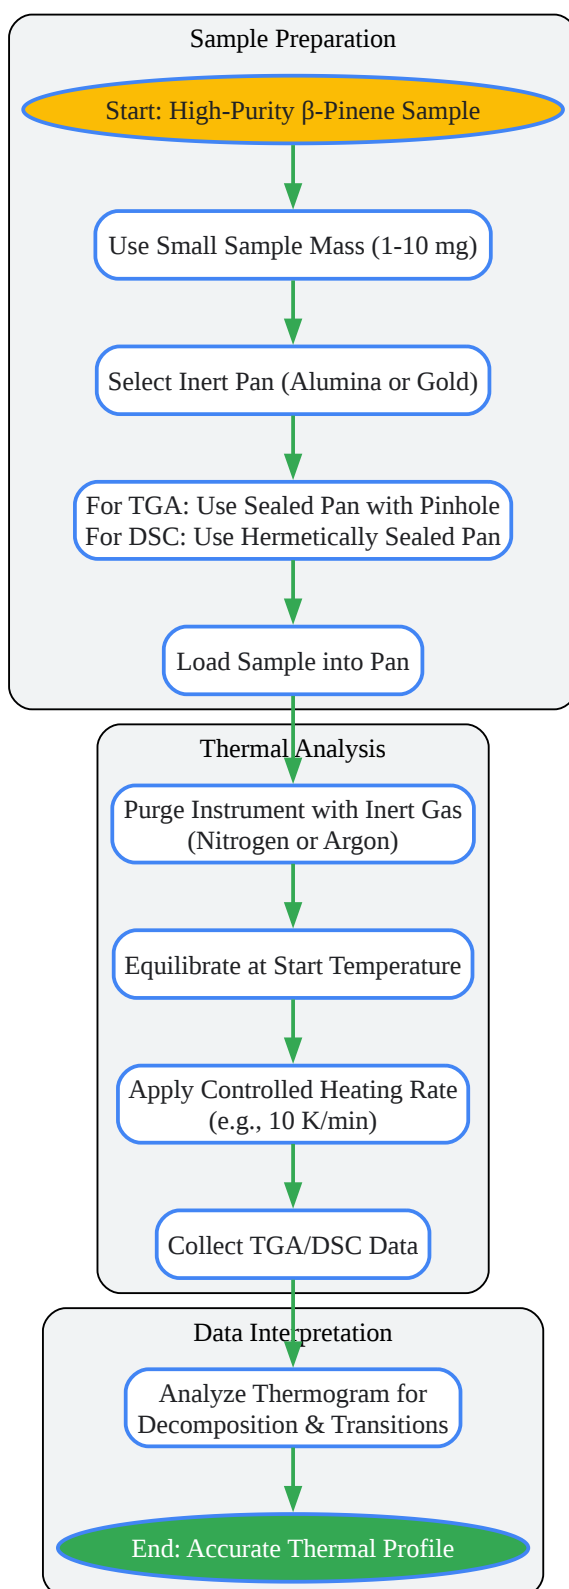 Sample Preparation
Start: High-Purity β-Pinene Sample
Use Small Sample Mass (1-10 mg)
Select Inert Pan (Alumina or Gold)
For TGA: Use Sealed Pan with Pinhole
For DSC: Use Hermetically Sealed Pan
Load Sample into Pan
Thermal Analysis
Purge Instrument with Inert Gas
(Nitrogen or Argon)
Equilibrate at Start Temperature
Apply Controlled Heating Rate
(e.g., 10 K/min)
Collect TGA/DSC Data
Data Interpretation
Analyze Thermogram for
Decomposition & Transitions
End: Accurate Thermal Profile